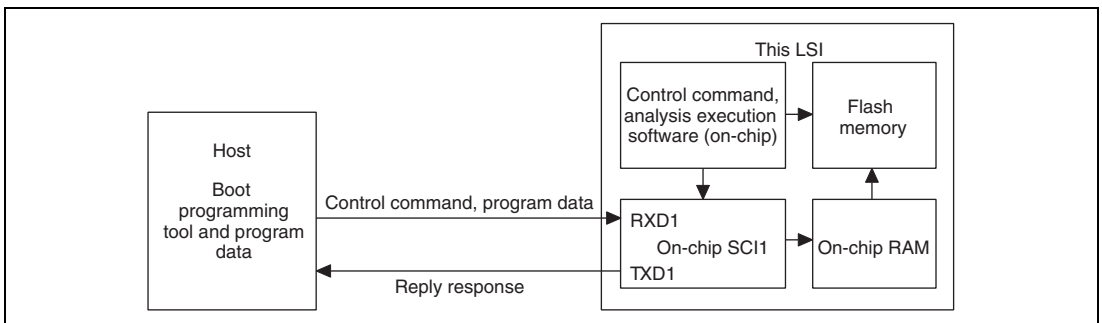 Host
Boot
programming
tool and program
data
Control command, program data
Reply response
This LSI
Control command,
analysis execution
software (on-chip)
Flash
memory
RXD1
On-chip SCI1
TXD1
On-chip RAM